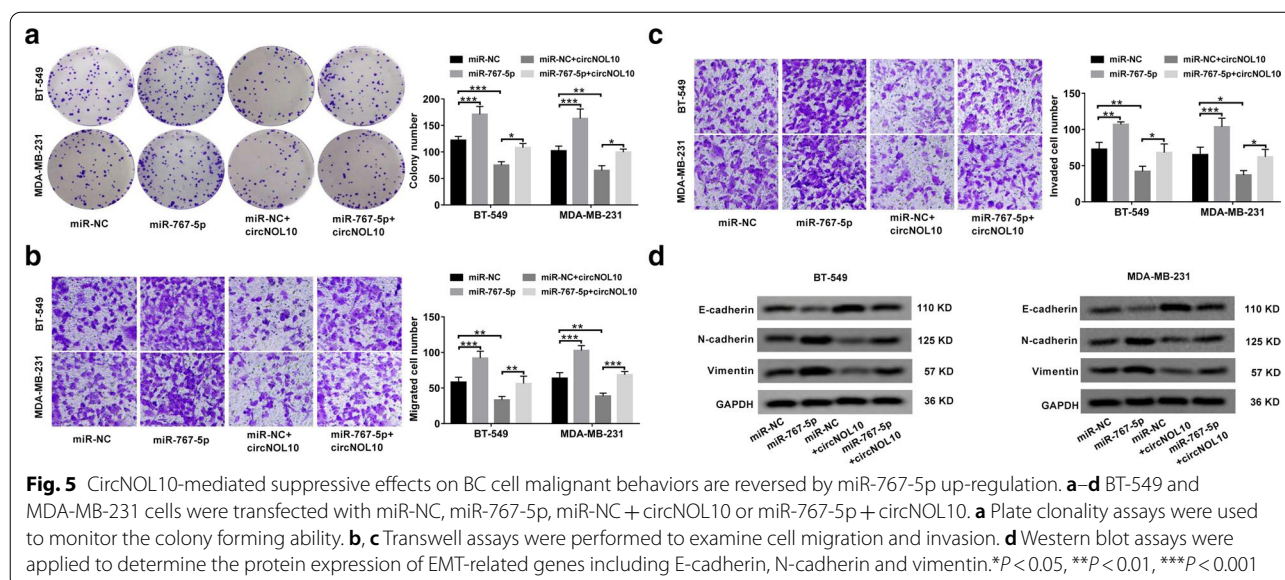 a
BT-549
MDA-MB-231
miR-NC
miR-767-5p
miR-NC+
circNOL10
miR-767-5p+
circNOL10
miR-NC
miR-NC+circNOL10
miR-767-5p
miR-767-5p+circNOL10
Colony number
200
150
100
50
0
***
***
*
**
***
*
BT-549
MDA-MB-231
b
BT-549
MDA-MB-231
miR-NC
miR-767-5p
miR-NC+
circNOL10
miR-767-5p+
circNOL10
miR-NC
miR-NC+circNOL10
miR-767-5p
miR-767-5p+circNOL10
Migrated cell number
150
100
50
0
**
***
**
**
***
***
BT-549
MDA-MB-231
c
BT-549
MDA-MB-231
miR-NC
miR-767-5p
miR-NC+
circNOL10
miR-767-5p+
circNOL10
miR-NC
miR-NC+circNOL10
miR-767-5p
miR-767-5p+circNOL10
Invaded cell number
150
100
50
0
**
**
*
*
***
*
BT-549
MDA-MB-231
d
BT-549
E-cadherin 110 KD
N-cadherin 125 KD
Vimentin 57 KD
GAPDH 36 KD
miR-NC
miR-767-5p
miR-NC
+circNOL10
miR-767-5p
+circNOL10
MDA-MB-231
E-cadherin 110 KD
N-cadherin 125 KD
Vimentin 57 KD
GAPDH 36 KD
miR-NC
miR-767-5p
miR-NC
+circNOL10
miR-767-5p
+circNOL10
Fig. 5 CircNOL10-mediated suppressive effects on BC cell malignant behaviors are reversed by miR-767-5p up-regulation. a–d BT-549 and
MDA-MB-231 cells were transfected with miR-NC, miR-767-5p, miR-NC + circNOL10 or miR-767-5p + circNOL10. a Plate clonality assays were used
to monitor the colony forming ability. b, c Transwell assays were performed to examine cell migration and invasion. d Western blot assays were
applied to determine the protein expression of EMT-related genes including E-cadherin, N-cadherin and vimentin.*P < 0.05, **P < 0.01, ***P < 0.001